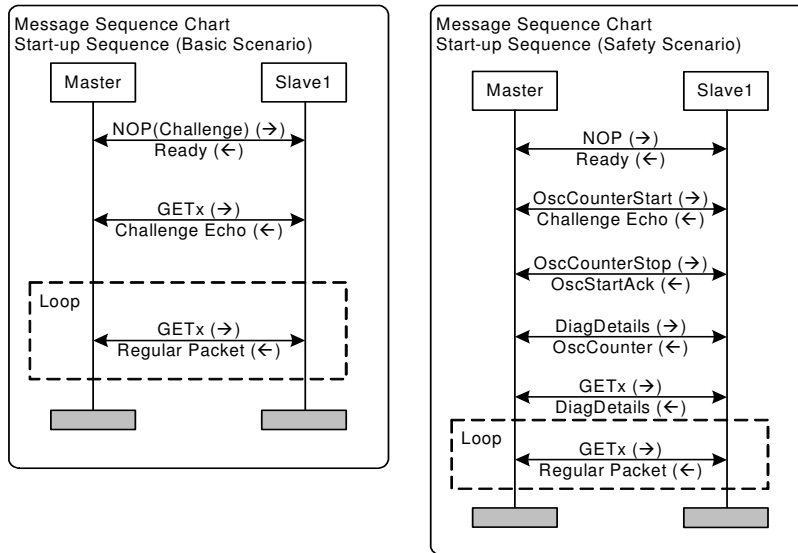 Message Sequence Chart
Start-up Sequence (Basic Scenario)
Master
Slave1
NOP(Challenge) (→)
Ready (←)
GETx (→)
Challenge Echo (←)
Loop
GETx (→)
Regular Packet (←)
Message Sequence Chart
Start-up Sequence (Safety Scenario)
Master
Slave1
NOP (→)
Ready (←)
OscCounterStart (→)
Challenge Echo (←)
OscCounterStop (→)
OscStartAck (←)
DiagDetails (→)
OscCounter (←)
GETx (→)
DiagDetails (←)
Loop
GETx (→)
Regular Packet (←)